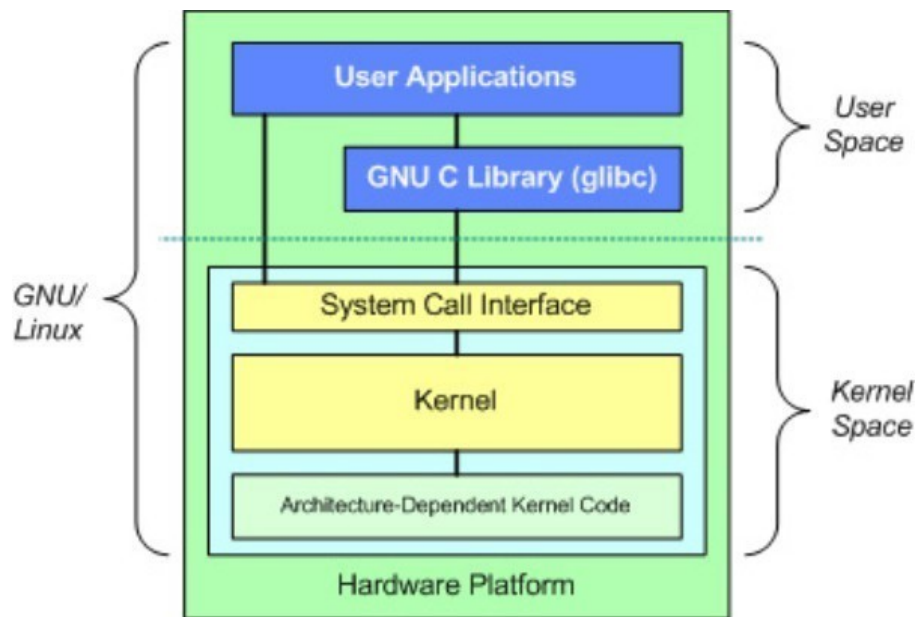 User Applications
User
Space
GNU C Library (glibc)
GNU/
Linux
System Call Interface
Kernel
Kernel
Space
Architecture-Dependent Kernel Code
Hardware Platform